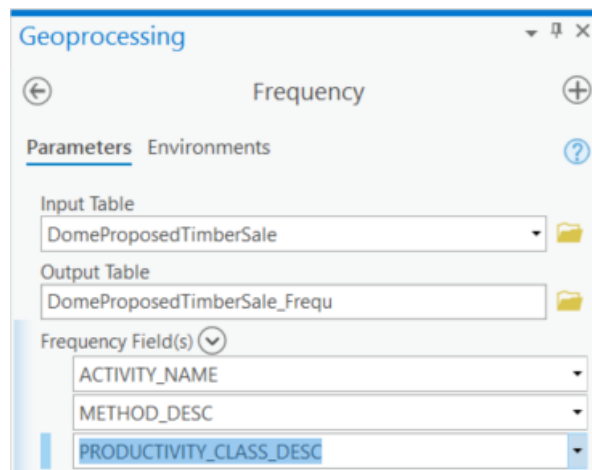 Geoprocessing
Frequency
Parameters Environments
Input Table
DomeProposedTimberSale
Output Table
DomeProposedTimberSale_Frequ
Frequency Field(s)
ACTIVITY_NAME
METHOD_DESC
PRODUCTIVITY_CLASS_DESC